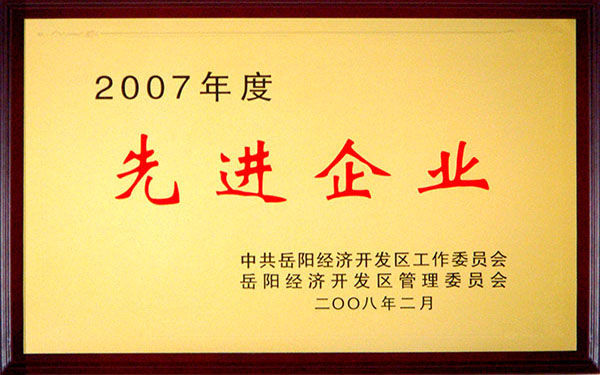 2007年度
先进企业
中共岳阳经济开发区工作委员会
岳阳经济开发区管理委员会
二〇〇八年二月